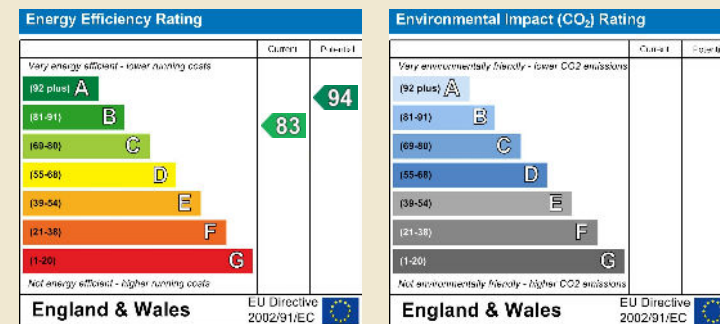 Energy Efficiency Rating
Current Potential
Very energy efficient - lower running costs
(92 plus) A
(81-91) B
(69-80) C
(55-68) D
(39-54) E
(21-38) F
(1-20) G
83
94
Not energy efficient - higher running costs
England & Wales
EU Directive
2002/91/EC
Environmental Impact (CO₂) Rating
Current Potenti
Very environmentally friendly - lower CO2 emissions
(92 plus) A
(81-91) B
(69-80) C
(55-68) D
(39-54) E
(21-38) F
(1-20) G
Not environmentally friendly - higher CO2 emissions
England & Wales
EU Directive
2002/91/EC